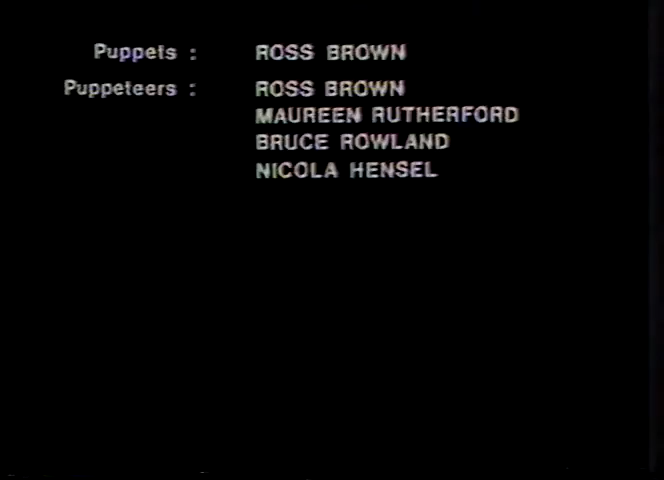 Puppets : ROSS BROWN
Puppeteers : ROSS BROWN
MAUREEN RUTHERFORD
BRUCE ROWLAND
NICOLA HENSEL